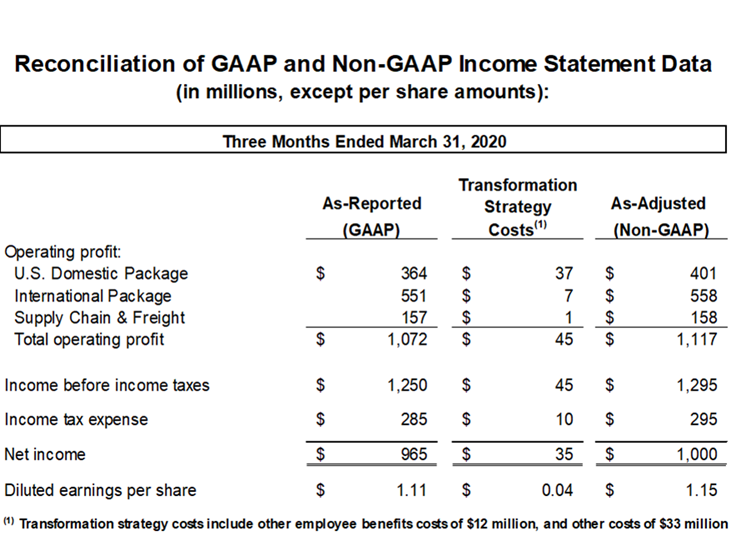 Reconciliation of GAAP and Non-GAAP Income Statement Data
(in millions, except per share amounts):
Three Months Ended March 31, 2020
As-Reported (GAAP) Transformation Strategy Costs(1) As-Adjusted (Non-GAAP)
Operating profit:
U.S. Domestic Package $ 364 $ 37 $ 401
International Package 551 $ 7 $ 558
Supply Chain & Freight 157 $ 1 $ 158
Total operating profit $ 1,072 $ 45 $ 1,117
Income before income taxes $ 1,250 $ 45 $ 1,295
Income tax expense $ 285 $ 10 $ 295
Net income $ 965 $ 35 $ 1,000
Diluted earnings per share $ 1.11 $ 0.04 $ 1.15
(1) Transformation strategy costs include other employee benefits costs of $12 million, and other costs of $33 million